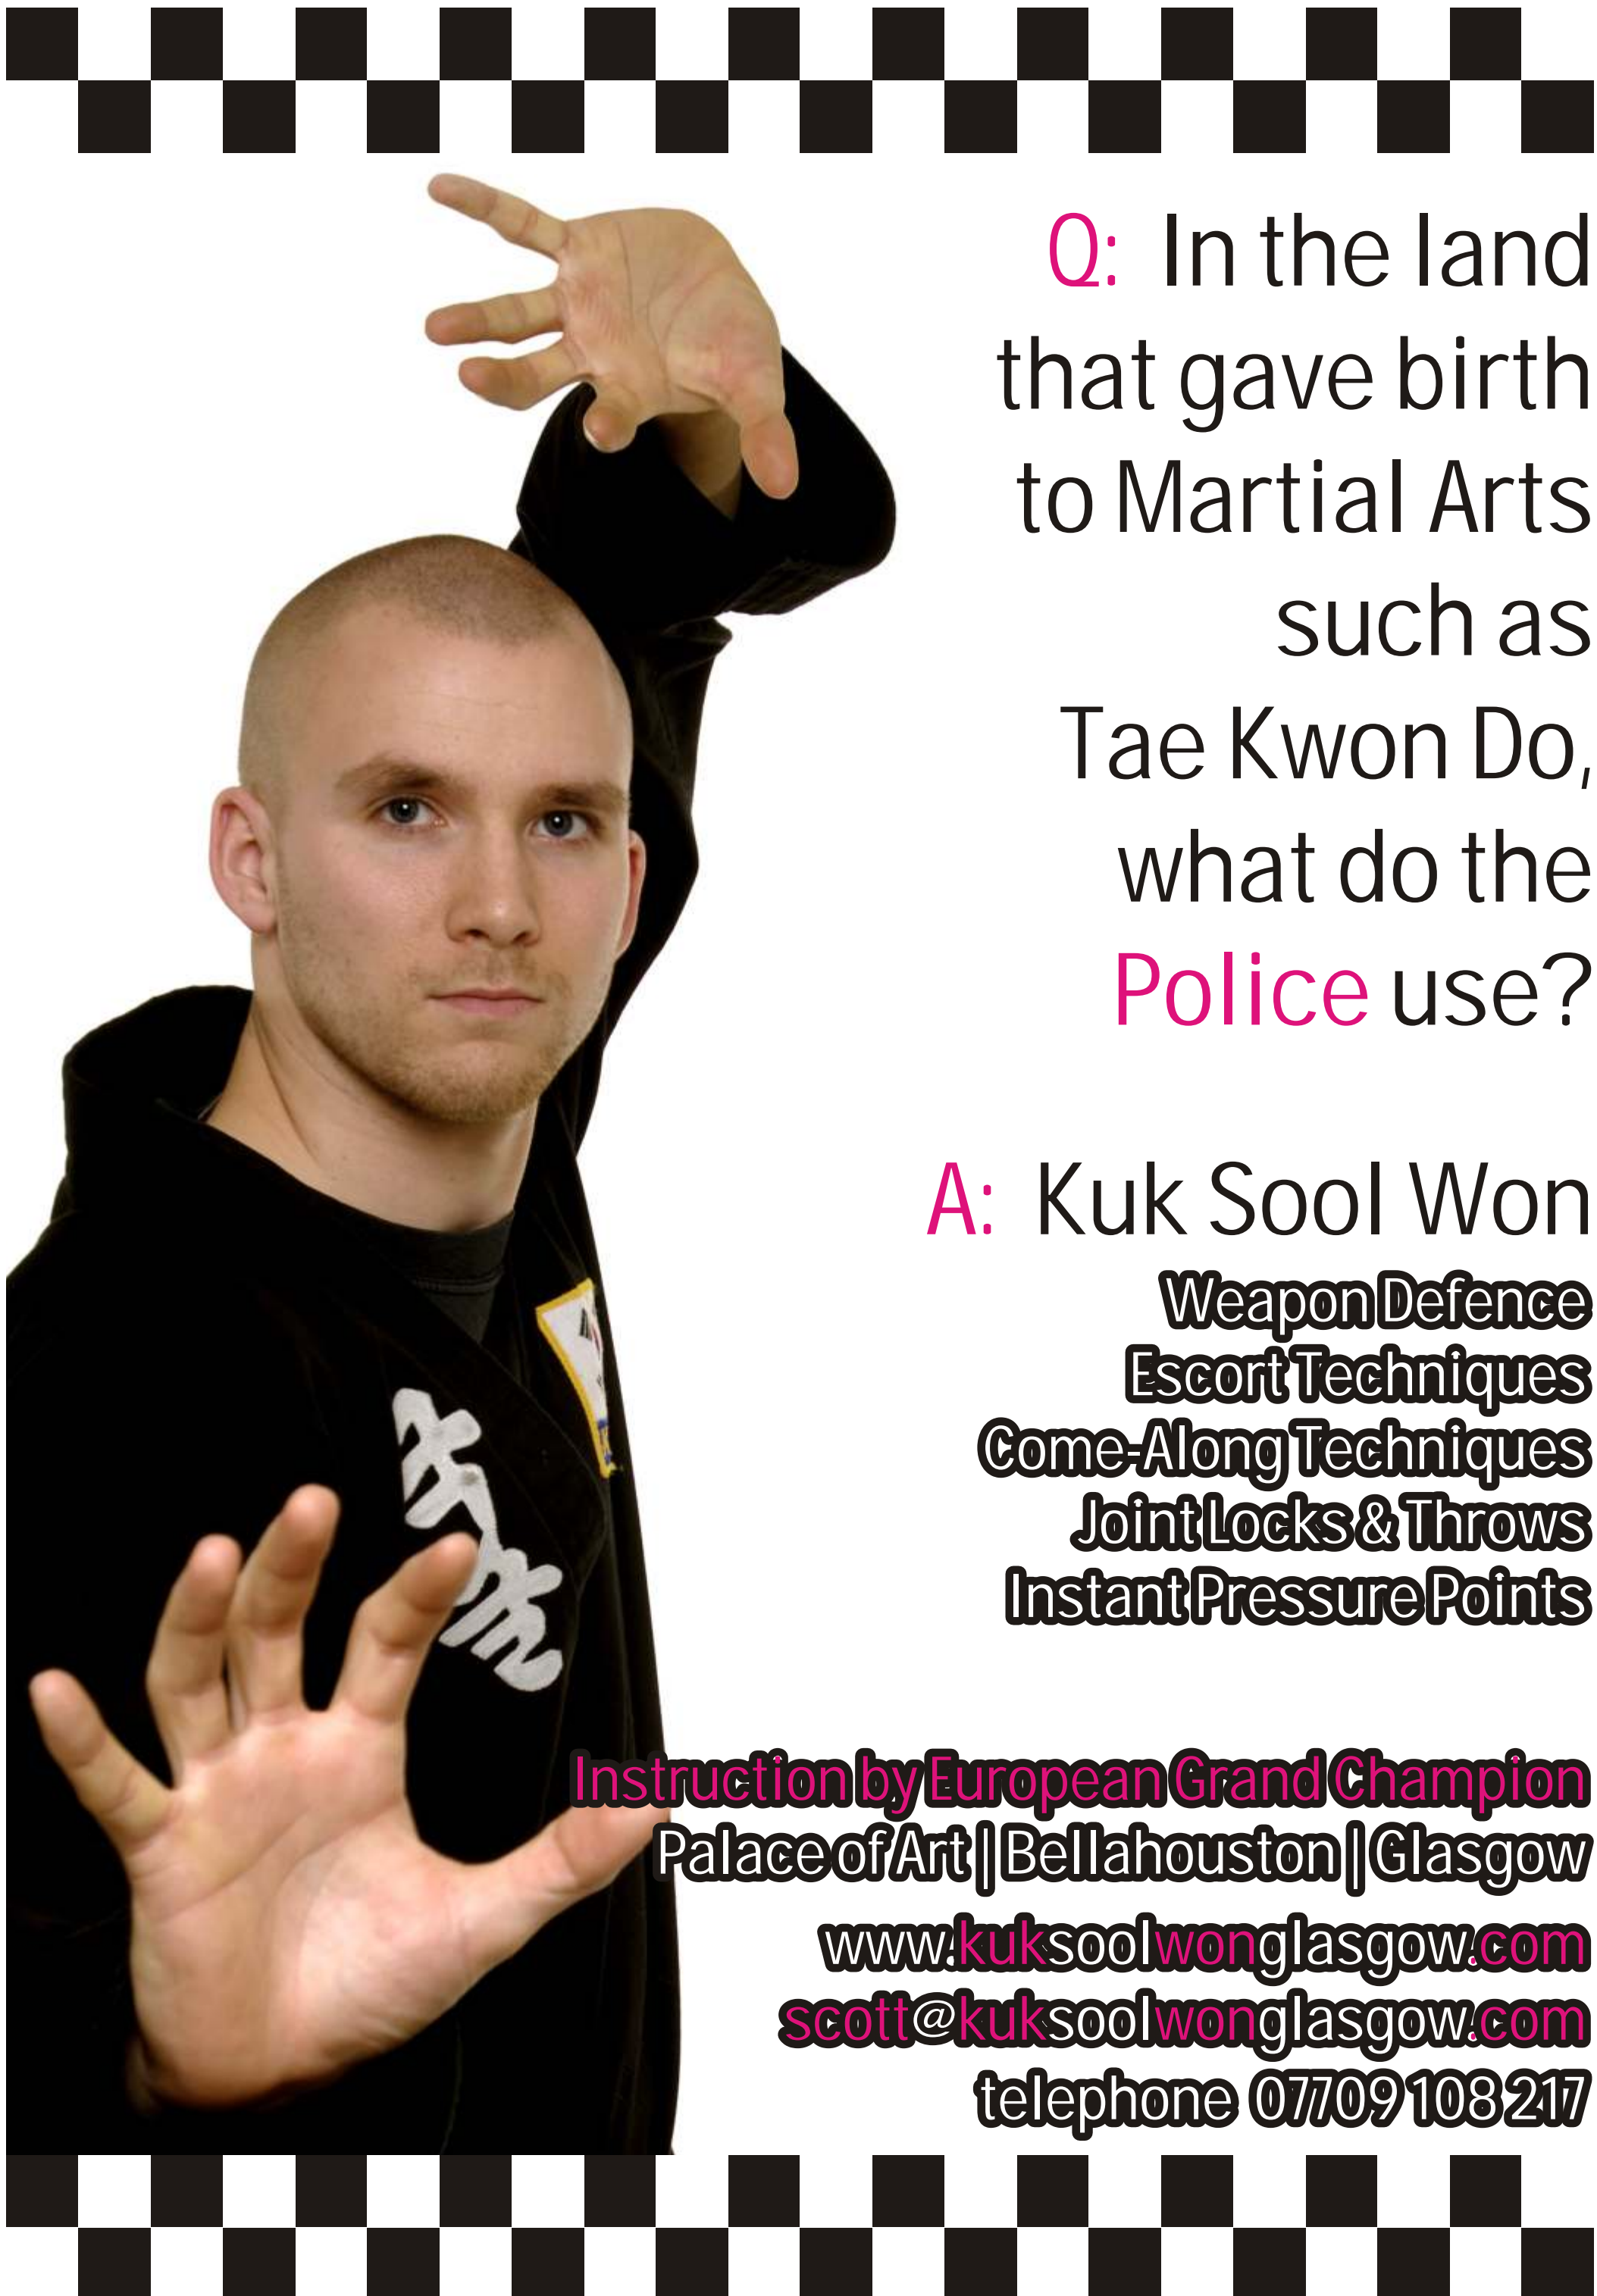 Q: In the land
that gave birth
to Martial Arts
such as
Tae Kwon Do,
what do the
Police use?
A: Kuk Sool Won
Weapon Defence
Escort Techniques
Come-Along Techniques
Joint Locks & Throws
Instant Pressure Points
Instruction by European Grand Champion
Palace of Art | Bellahouston | Glasgow
www.kuksoolwonglasgow.com
scott@kuksoolwonglasgow.com
telephone 07709 108 217